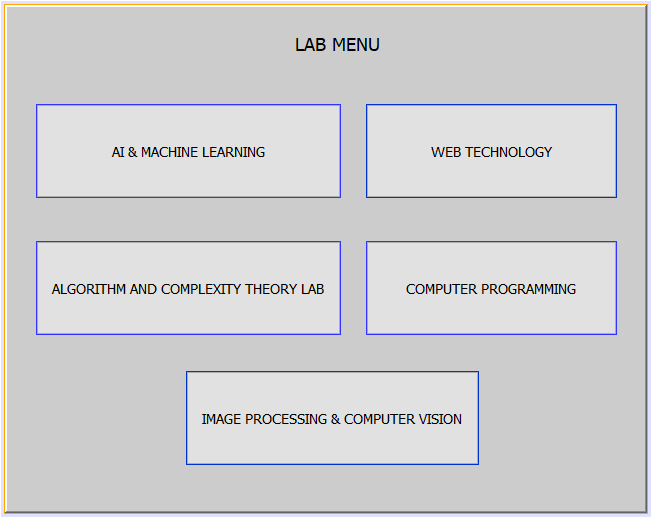 LAB MENU
AI & MACHINE LEARNING
WEB TECHNOLOGY
ALGORITHM AND COMPLEXITY THEORY LAB
COMPUTER PROGRAMMING
IMAGE PROCESSING & COMPUTER VISION